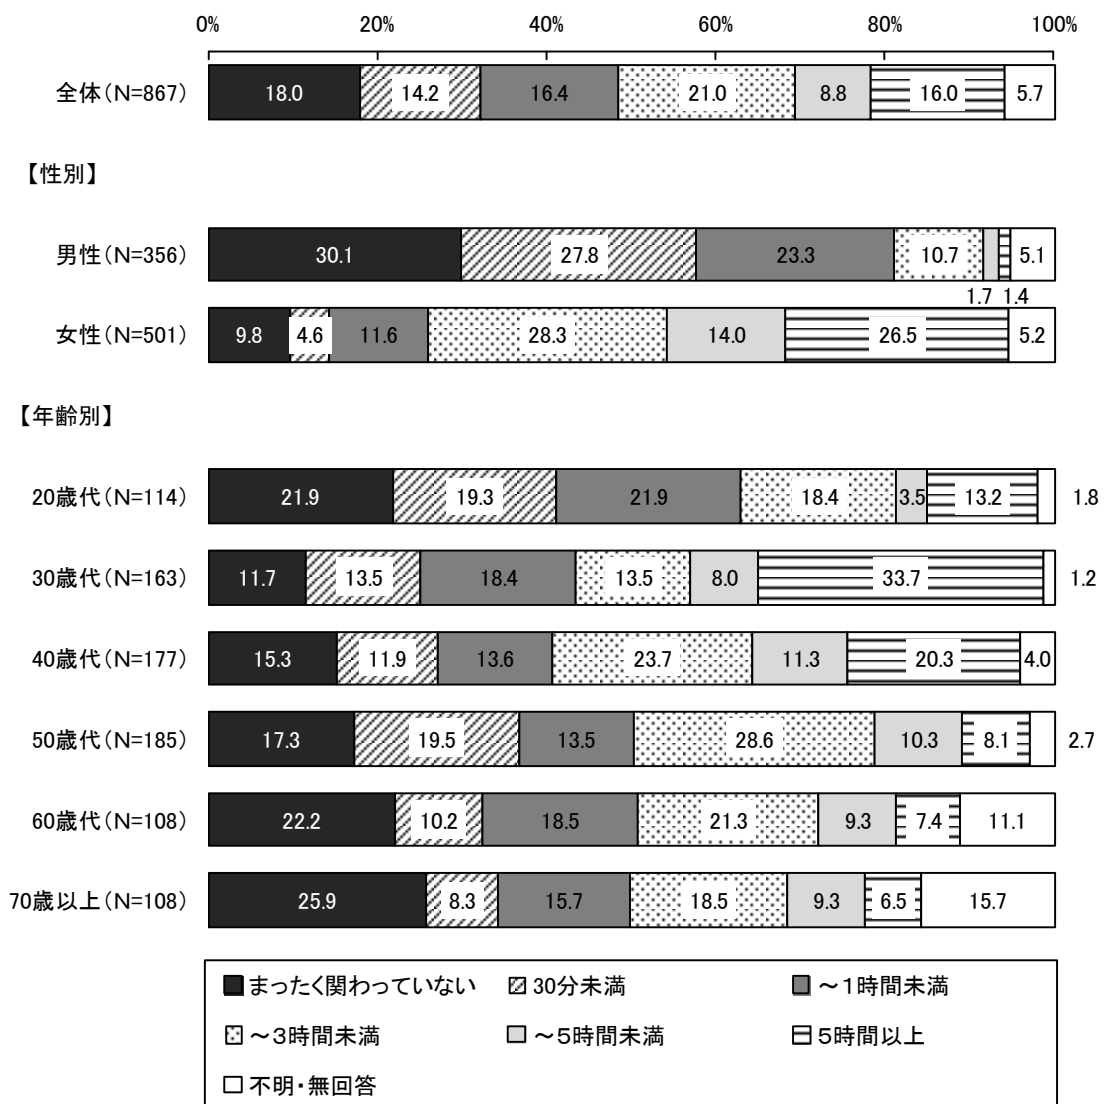 0% 20% 40% 60% 80% 100%
全体(N=867) 18.0 14.2 16.4 21.0 8.8 16.0 5.7
【性別】
男性(N=356) 30.1 27.8 23.3 10.7 5.1
1.7 1.4
女性(N=501) 9.8 4.6 11.6 28.3 14.0 26.5 5.2
【年齢別】
20歳代(N=114) 21.9 19.3 21.9 18.4 3.5 13.2 1.8
30歳代(N=163) 11.7 13.5 18.4 13.5 8.0 33.7 1.2
40歳代(N=177) 15.3 11.9 13.6 23.7 11.3 20.3 4.0
50歳代(N=185) 17.3 19.5 13.5 28.6 10.3 8.1 2.7
60歳代(N=108) 22.2 10.2 18.5 21.3 9.3 7.4 11.1
70歳以上(N=108) 25.9 8.3 15.7 18.5 9.3 6.5 15.7
まったく関わっていない 30分未満 ～１時間未満
～３時間未満 ～５時間未満 ５時間以上
不明・無回答